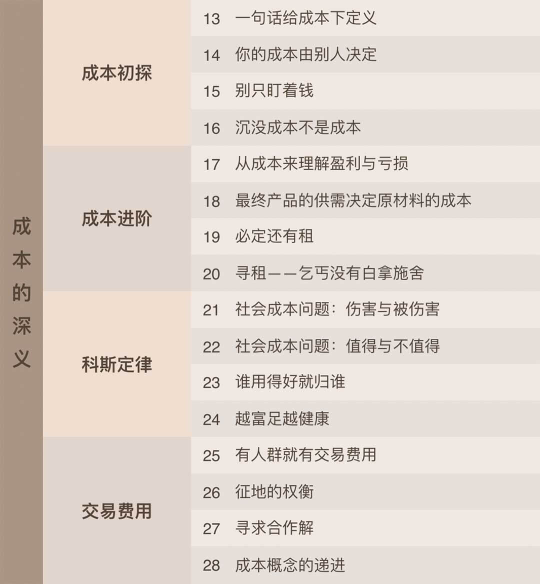 成本的深义
成本初探
13 一句话给成本下定义
14 你的成本由别人决定
15 别只盯着钱
16 沉没成本不是成本
成本进阶
17 从成本来理解盈利与亏损
18 最终产品的供需决定原材料的成本
19 必定还有租
20 寻租——乞丐没有白拿施舍
科斯定律
21 社会成本问题：伤害与被伤害
22 社会成本问题：值得与不值得
23 谁用得好就归谁
24 越富足越健康
交易费用
25 有人群就有交易费用
26 征地的权衡
27 寻求合作解
28 成本概念的递进